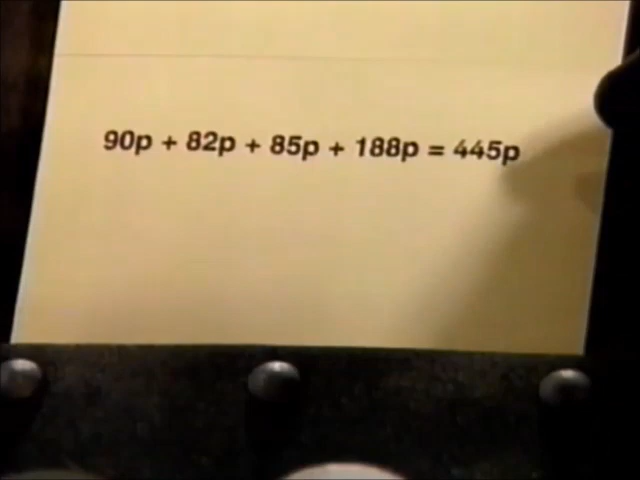 90p + 82p + 85p + 188p = 445p